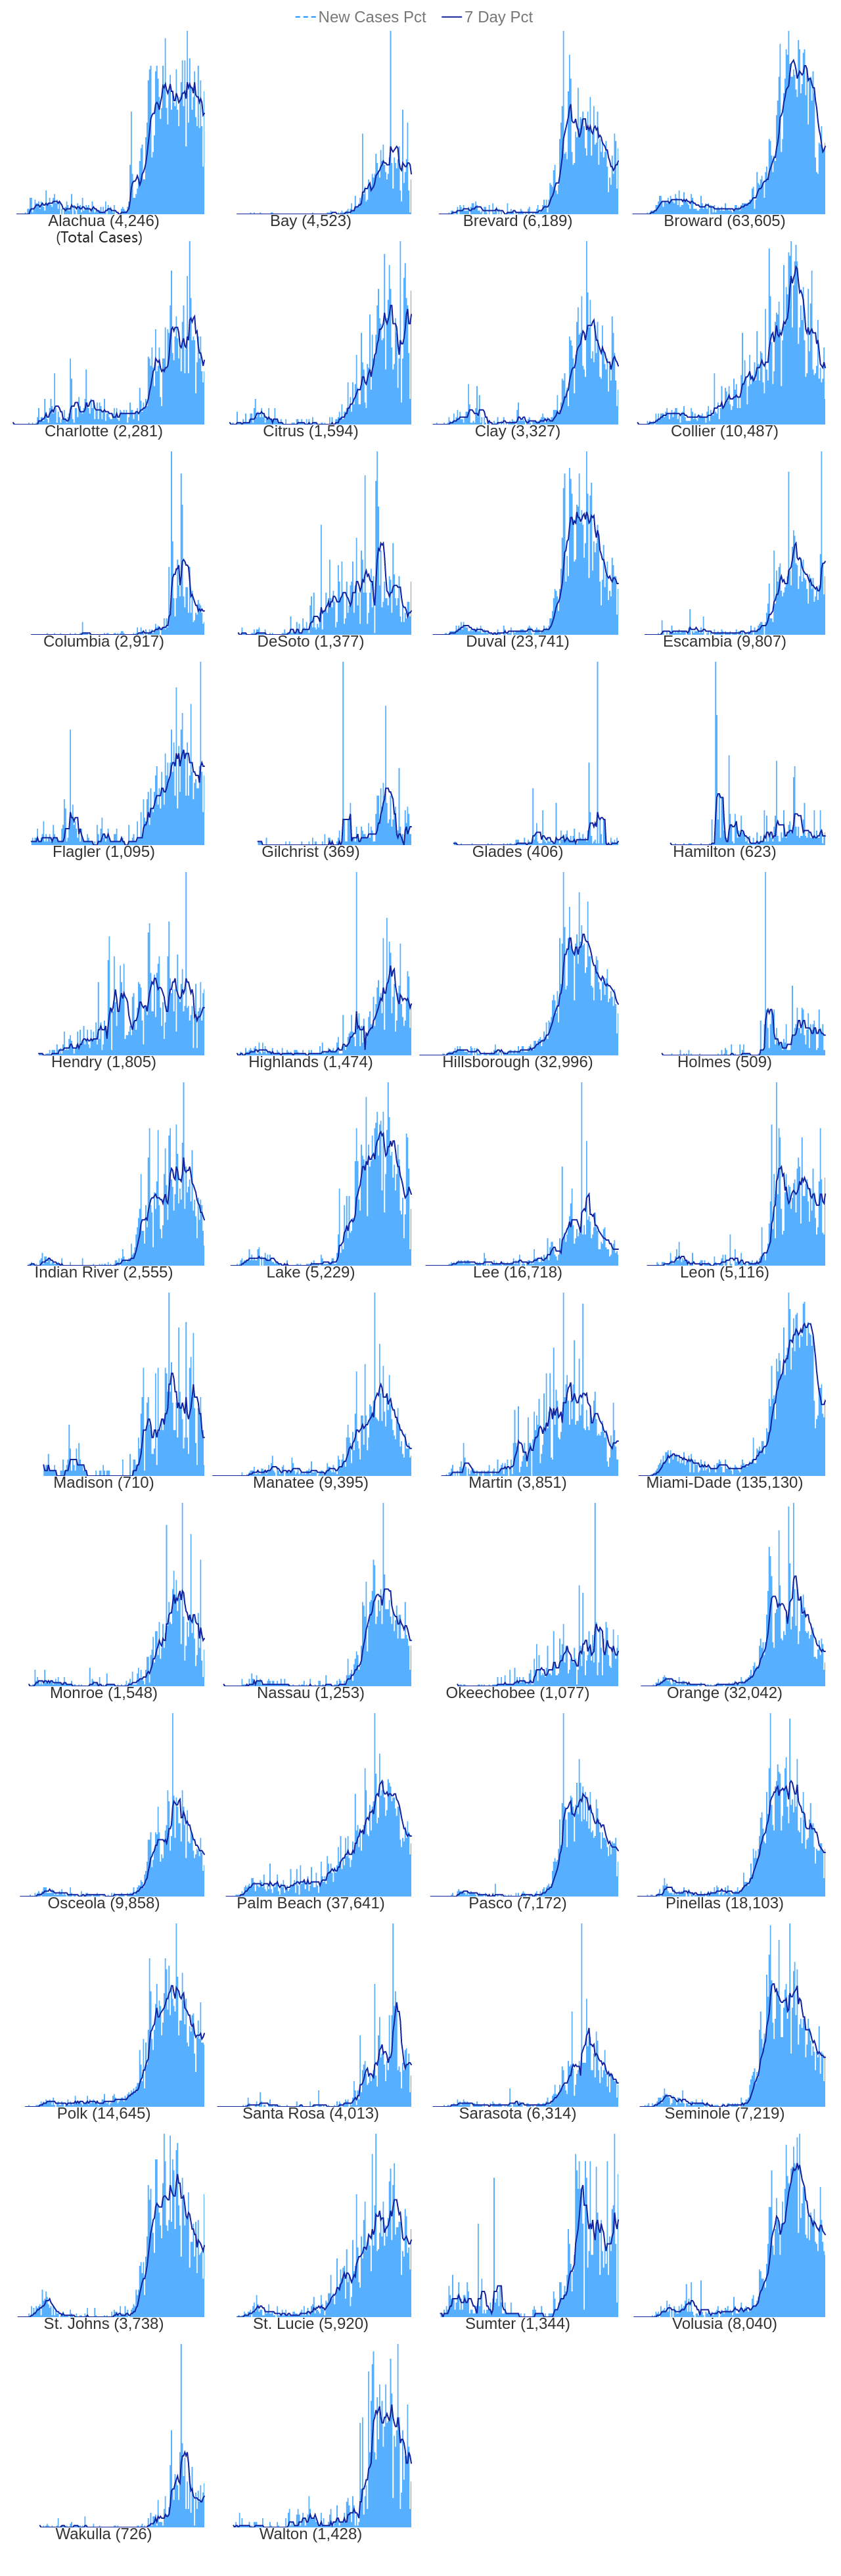 New Cases Pct 7 Day Pct
Alachua (4,246) Bay (4,523) Brevard (6,189) Broward (63,605)
(Total Cases)
Charlotte (2,281) Citrus (1,594) Clay (3,327) Collier (10,487)
Columbia (2,917) DeSoto (1,377) Duval (23,741) Escambia (9,807)
Flagler (1,095) Gilchrist (369) Glades (406) Hamilton (623)
Hendry (1,805) Highlands (1,474) Hillsborough (32,996) Holmes (509)
Indian River (2,555) Lake (5,229) Lee (16,718) Leon (5,116)
Madison (710) Manatee (9,395) Martin (3,851) Miami-Dade (135,130)
Monroe (1,548) Nassau (1,253) Okeechobee (1,077) Orange (32,042)
Osceola (9,858) Palm Beach (37,641) Pasco (7,172) Pinellas (18,103)
Polk (14,645) Santa Rosa (4,013) Sarasota (6,314) Seminole (7,219)
St. Johns (3,738) St. Lucie (5,920) Sumter (1,344) Volusia (8,040)
Wakulla (726) Walton (1,428)